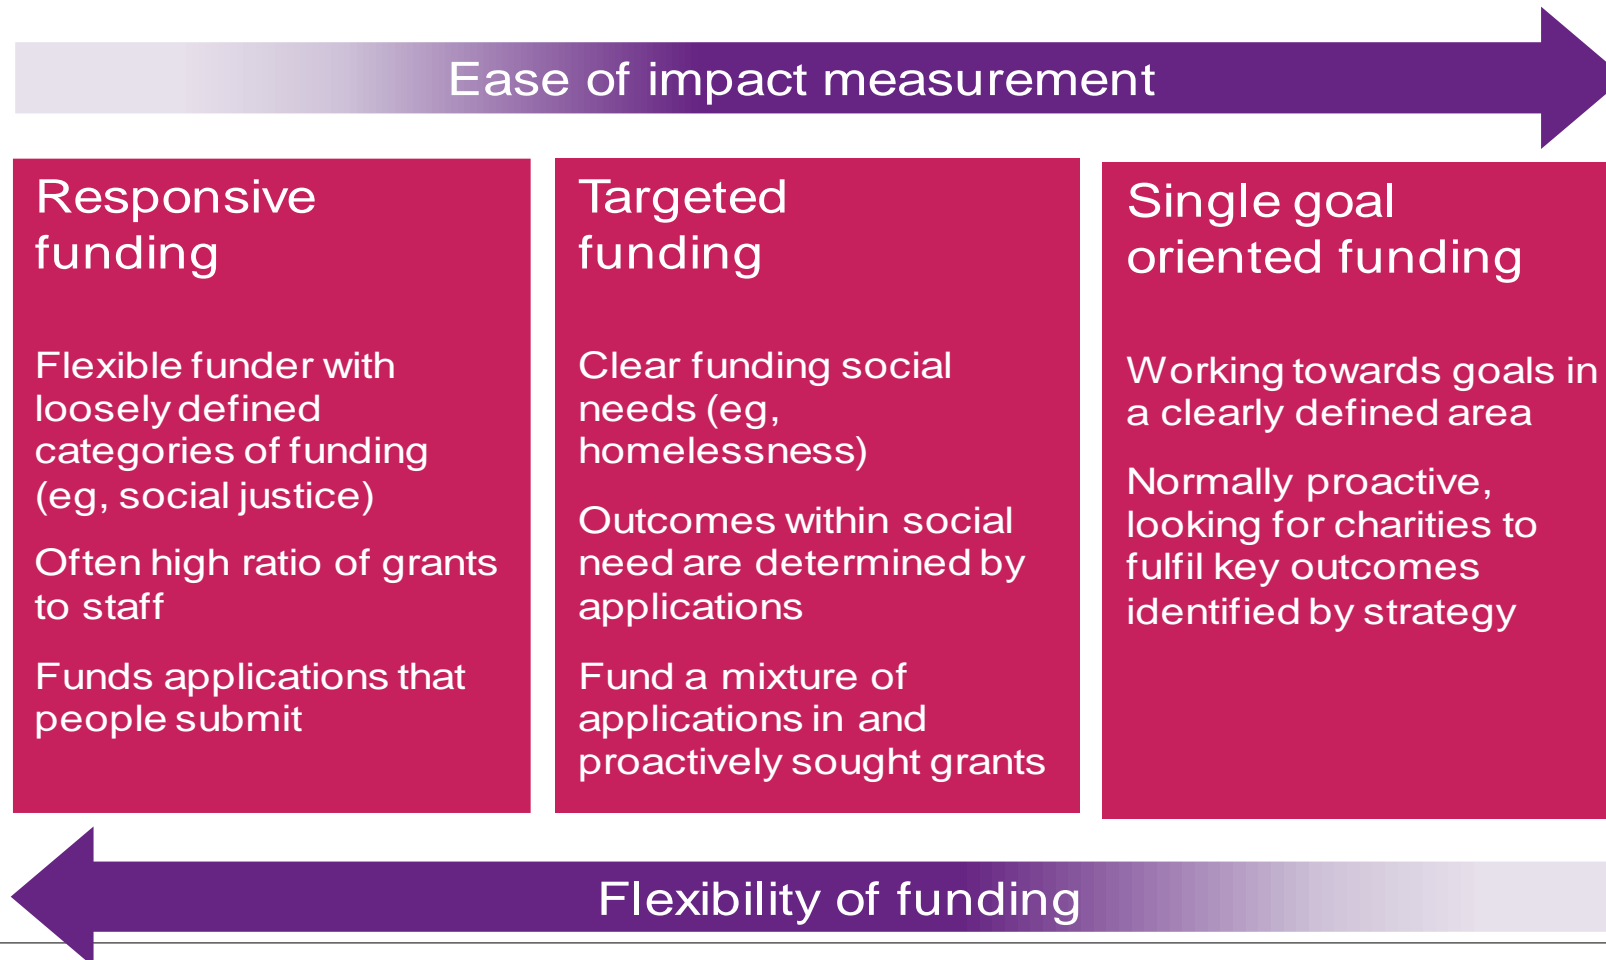 Ease of impact measurement
Responsive
funding
Flexible funder with
loosely defined
categories of funding
(eg, social justice)
Often high ratio of grants
to staff
Funds applications that
people submit
Targeted
funding
Clear funding social
needs (eg,
homelessness)
Outcomes within social
need are determined by
applications
Fund a mixture of
applications in and
proactively sought grants
Single goal
oriented funding
Working towards goals in
a clearly defined area
Normally proactive,
looking for charities to
fulfil key outcomes
identified by strategy
Flexibility of funding